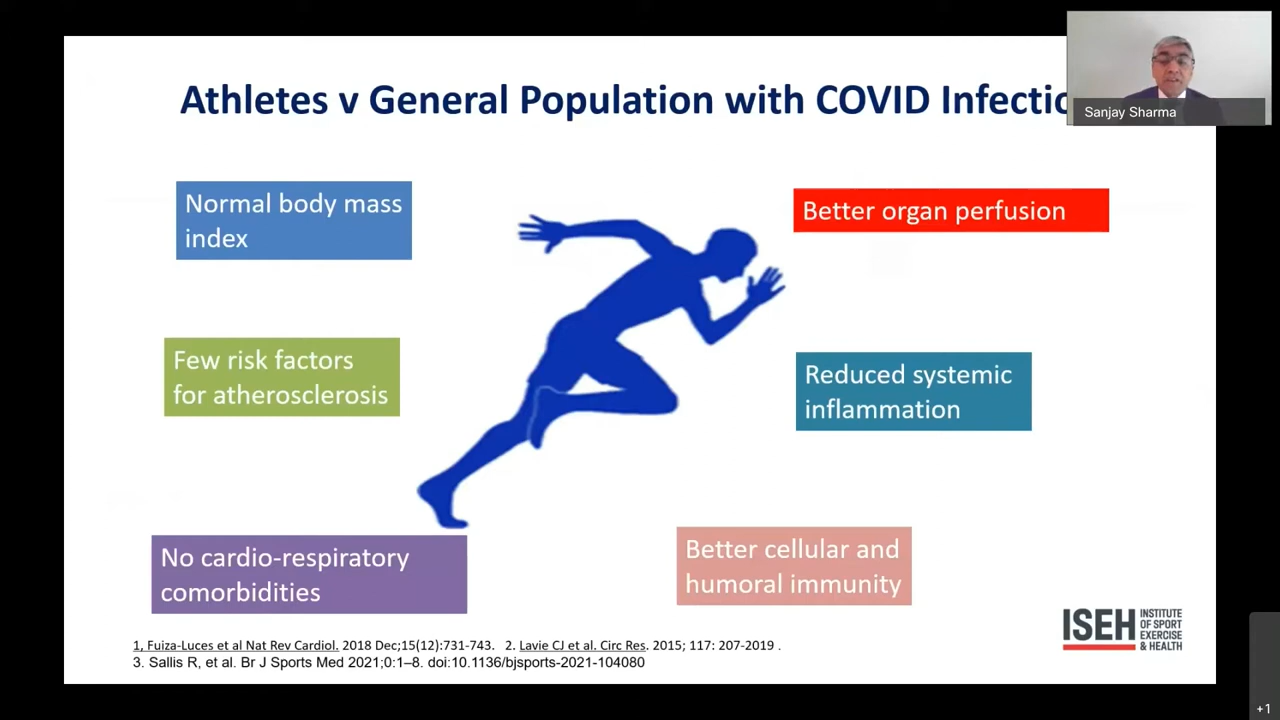 Athletes v General Population with COVID Infectio
Sanjay Sharma
Normal body mass
index
Better organ perfusion
Few risk factors
for atherosclerosis
Reduced systemic
inflammation
No cardio-respiratory
comorbidities
Better cellular and
humoral immunity
1, Fuiza-Luces et al Nat Rev Cardiol. 2018 Dec;15(12):731-743. 2. Lavie CJ et al. Circ Res. 2015; 117: 207-2019 .
3. Sallis R, et al. Br J Sports Med 2021;0:1–8. doi:10.1136/bjsports-2021-104080
ISEH
INSTITUTE
OF SPORT
EXERCISE
& HEALTH
+1